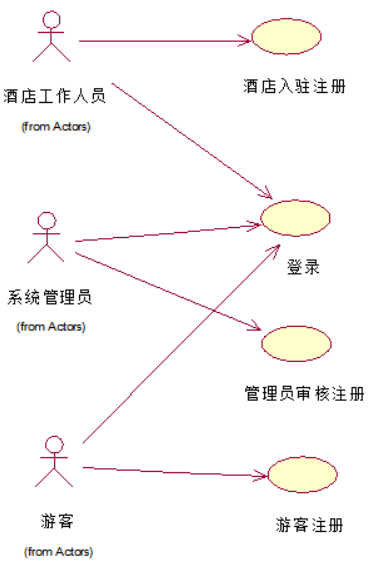 酒店工作人员
(from Actors)
酒店入驻注册
登录
系统管理员
(from Actors)
管理员审核注册
游客
(from Actors)
游客注册